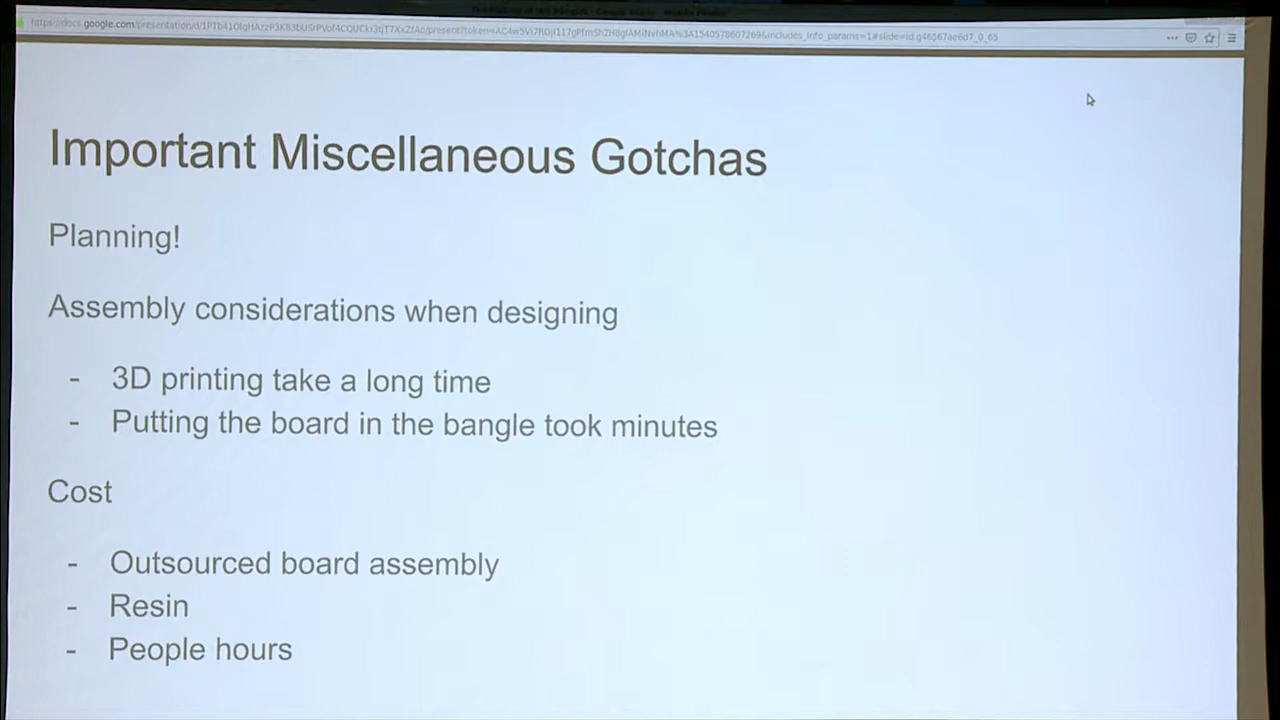 Important Miscellaneous Gotchas
Planning!
Assembly considerations when designing
- 3D printing take a long time
- Putting the board in the bangle took minutes
Cost
- Outsourced board assembly
- Resin
- People hours